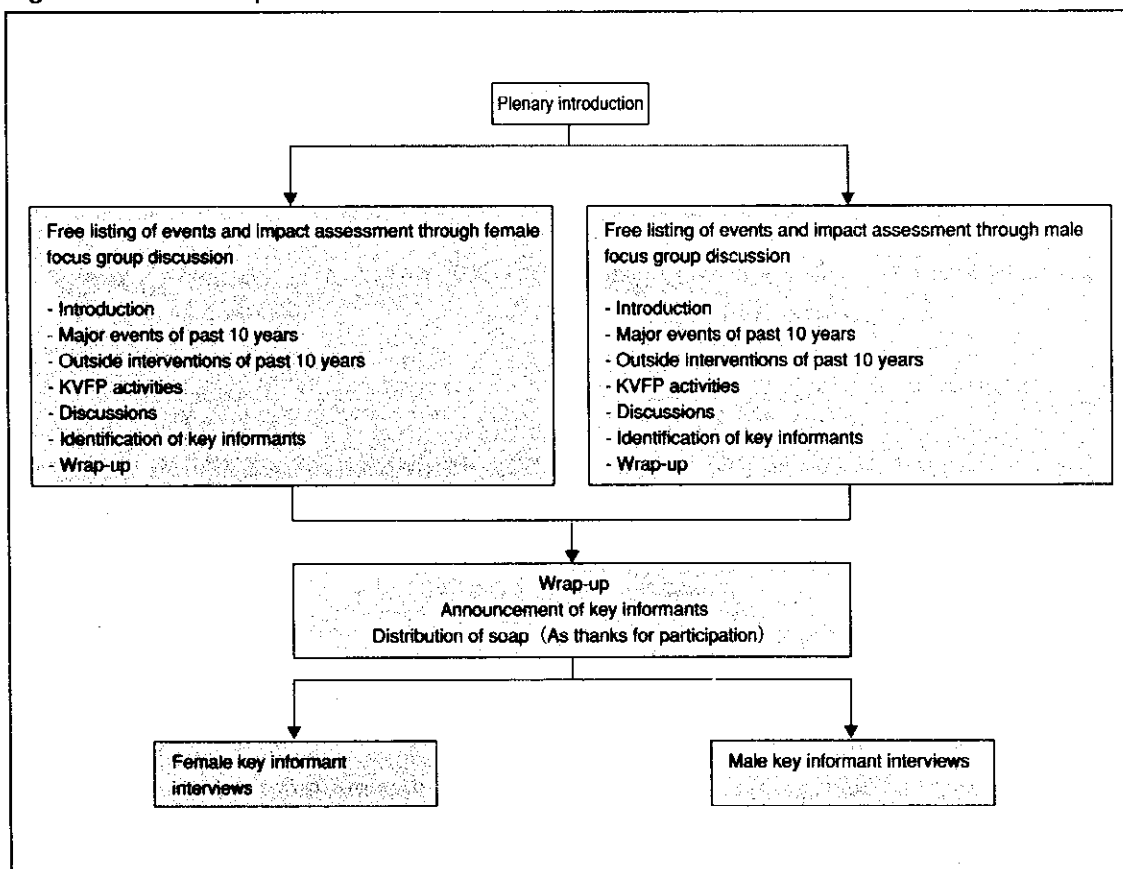 Plenary introduction
Free listing of events and impact assessment through female
focus group discussion
- Introduction
- Major events of past 10 years
- Outside interventions of past 10 years
- KVFP activities
- Discussions
- Identification of key informants
- Wrap-up
Free listing of events and impact assessment through male
focus group discussion
- Introduction
- Major events of past 10 years
- Outside interventions of past 10 years
- KVFP activities
- Discussions
- Identification of key informants
- Wrap-up
Wrap-up
Announcement of key informants
Distribution of soap (As thanks for participation)
Female key informant
interviews
Male key informant interviews